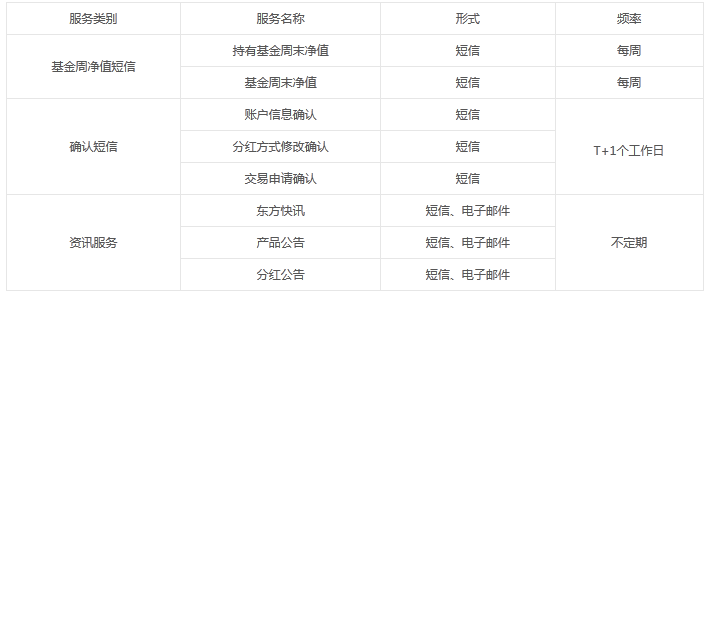 服务类别 服务名称 形式 频率
基金周净值短信 持有基金周末净值 短信 每周
基金周末净值 短信 每周
确认短信 账户信息确认 短信 T+1个工作日
分红方式修改确认 短信
交易申请确认 短信
资讯服务 东方快讯 短信、电子邮件 不定期
产品公告 短信、电子邮件
分红公告 短信、电子邮件